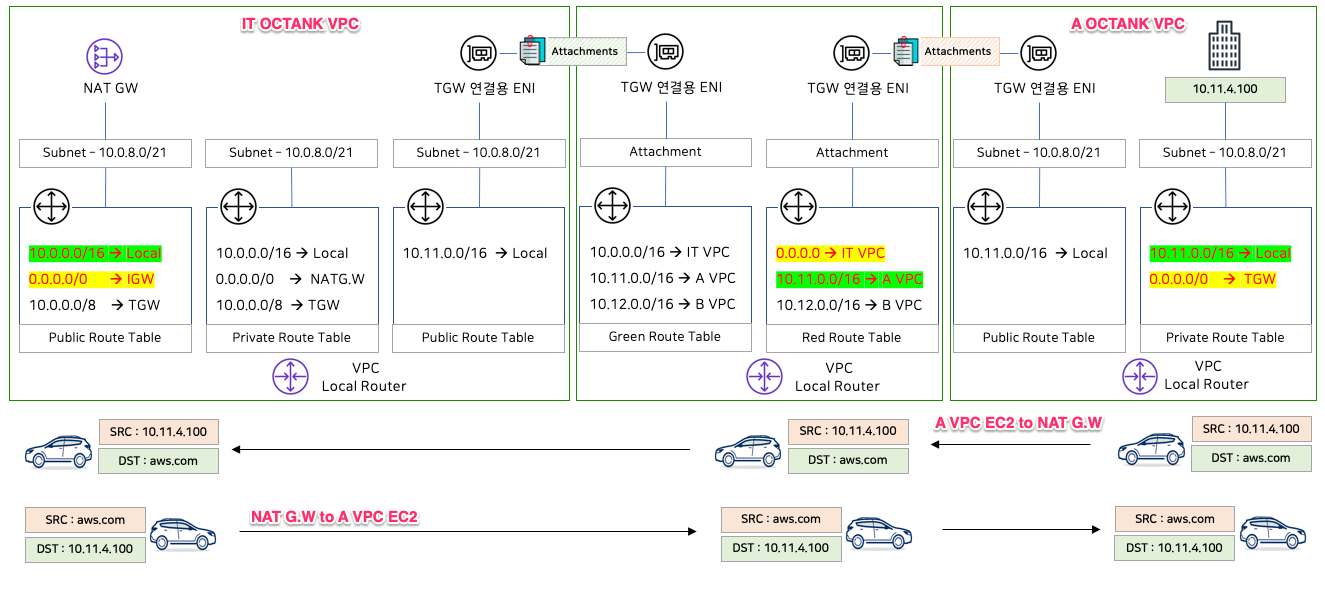 IT OCTANK VPC
A OCTANK VPC
Attachments
Attachments
NAT GW
TGW 연결용 ENI
TGW 연결용 ENI
TGW 연결용 ENI
TGW 연결용 ENI
10.11.4.100
Subnet – 10.0.8.0/21
Subnet – 10.0.8.0/21
Subnet – 10.0.8.0/21
Attachment
Attachment
Subnet – 10.0.8.0/21
Subnet – 10.0.8.0/21
10.0.0.0/16 → Local
0.0.0.0/0 → IGW
10.0.0.0/8 → TGW
Public Route Table
10.0.0.0/16 → Local
0.0.0.0/0 → NATG.W
10.0.0.0/8 → TGW
Private Route Table
10.11.0.0/16 → Local
Public Route Table
10.0.0.0/16 → IT VPC
10.11.0.0/16 → A VPC
10.12.0.0/16 → B VPC
Green Route Table
0.0.0.0 → IT VPC
10.11.0.0/16 → A VPC
10.12.0.0/16 → B VPC
Red Route Table
10.11.0.0/16 → Local
Public Route Table
10.11.0.0/16 → Local
0.0.0.0/0 → TGW
Private Route Table
VPC
Local Router
VPC
Local Router
VPC
Local Router
SRC : 10.11.4.100
DST : aws.com
SRC : 10.11.4.100
DST : aws.com
A VPC EC2 to NAT G.W
SRC : 10.11.4.100
DST : aws.com
SRC : aws.com
DST : 10.11.4.100
NAT G.W to A VPC EC2
SRC : aws.com
DST : 10.11.4.100
SRC : aws.com
DST : 10.11.4.100